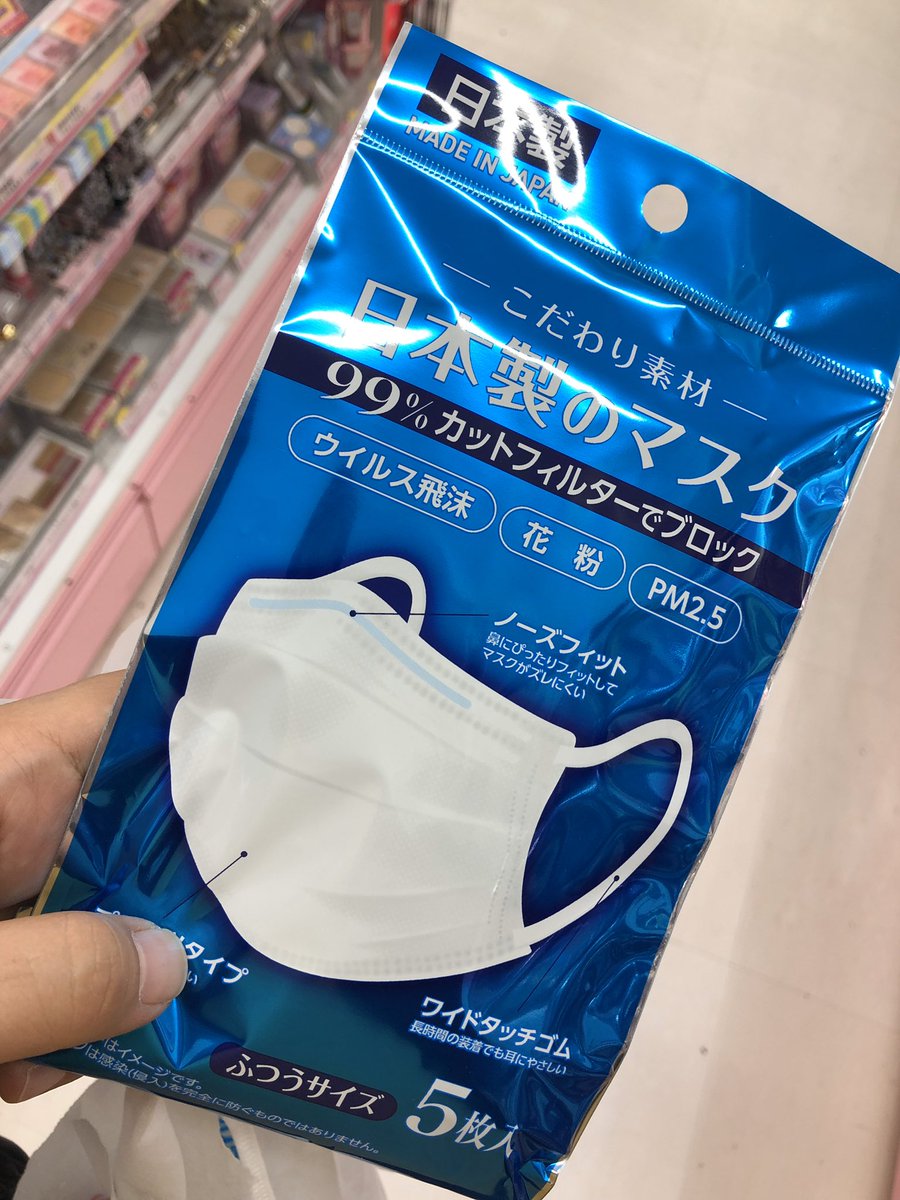 日本製
MADE IN JAPAN
こだわり素材
日本製のマスク
99%カットフィルターでブロック
ウイルス飛沫
花 粉
PM2.5
ノーズフィット
鼻にぴったりフィットして
マスクがズレにくい
タイプ
い
ワイドタッチゴム
長時間の装着でも耳にやさしい
はイメージです。
は感染(侵入)を完全に防ぐものではありません。
ふつうサイズ
5枚入